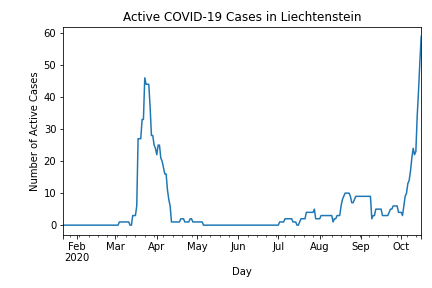 Active COVID-19 Cases in Liechtenstein
60
50
40
30
20
10
0
Number of Active Cases
Feb Mar Apr May Jun Jul Aug Sep Oct
2020
Day